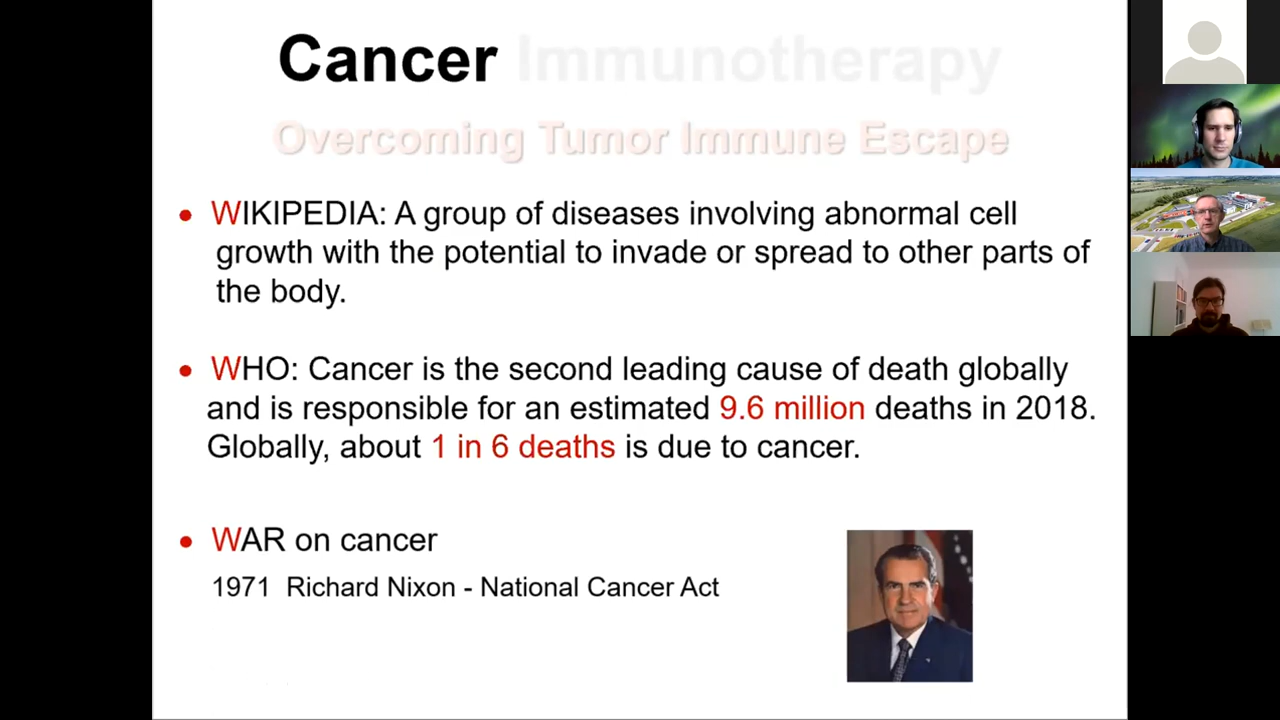 Cancer Immunotherapy
Overcoming Tumor Immune Escape
• WIKIPEDIA: A group of diseases involving abnormal cell
growth with the potential to invade or spread to other parts of
the body.
• WHO: Cancer is the second leading cause of death globally
and is responsible for an estimated 9.6 million deaths in 2018.
Globally, about 1 in 6 deaths is due to cancer.
• WAR on cancer
1971 Richard Nixon - National Cancer Act